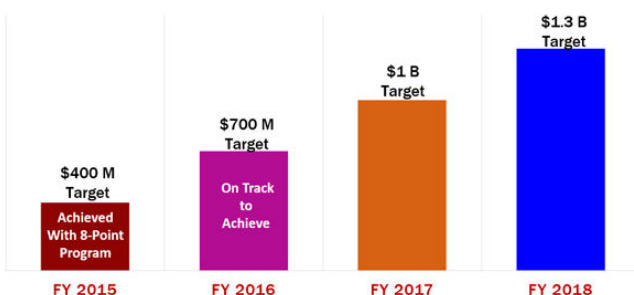 $1.3 B
Target
$1 B
Target
$700 M
Target
$400 M
Target
On Track
to
Achieve
Achieved
With 8-Point
Program
FY 2015
FY 2016
FY 2017
FY 2018